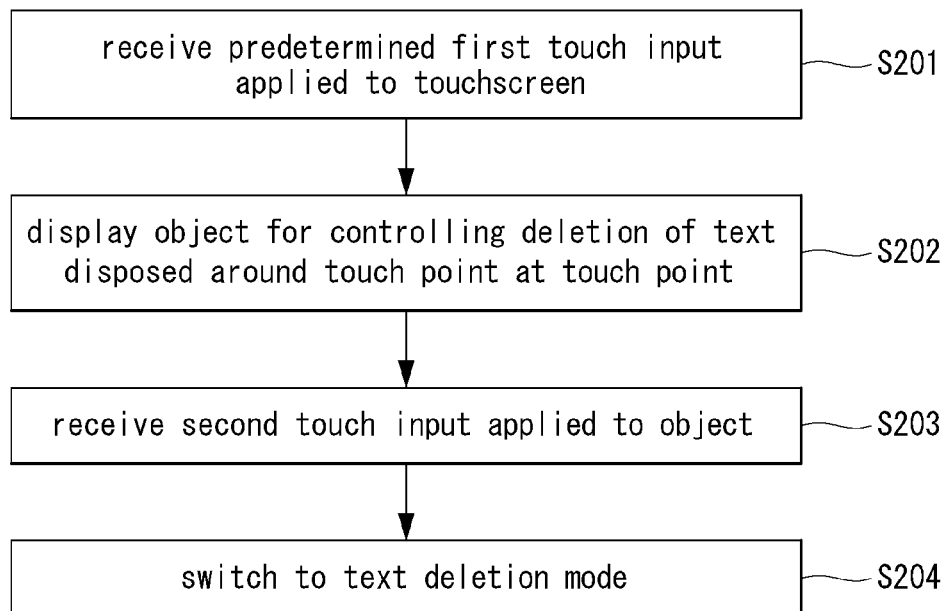 receive predetermined first touch input
applied to touchscreen
S201
display object for controlling deletion of text
disposed around touch point at touch point
S202
receive second touch input applied to object
S203
switch to text deletion mode
S204